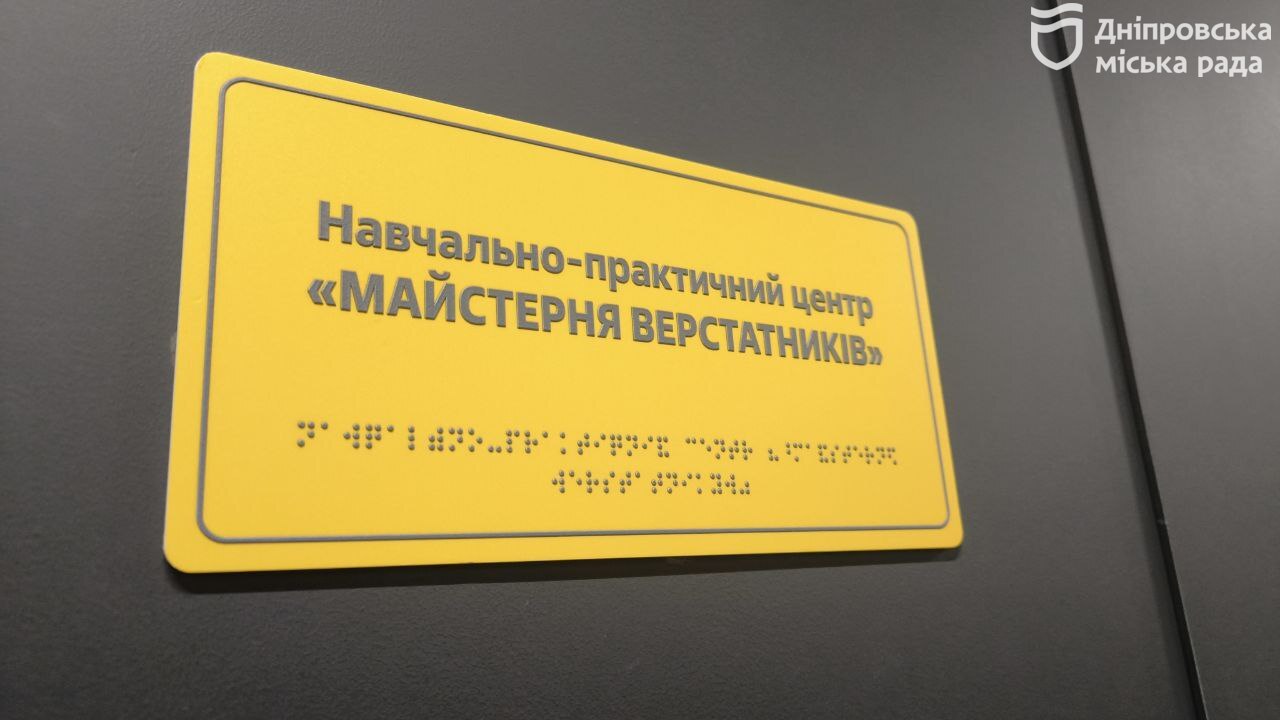 Дніпровська
міська рада
Навчально-практичний центр
«МАЙСТЕРНЯ ВЕРСТАТНИКІВ»